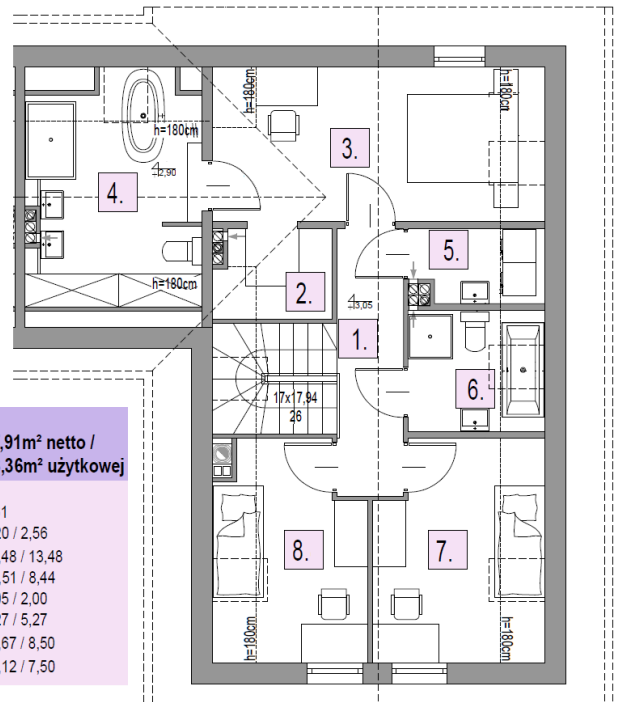 h=180cm
h=180cm
h=180cm
3.
2,90
4.
5.
h=180cm
2.
3,05
1.
6.
17x17,94
26
,91m² netto /
,36m² użytkowej
1
20 / 2,56
,48 / 13,48
,51 / 8,44
05 / 2,00
27 / 5,27
,67 / 8,50
,12 / 7,50
8.
7.
h=180cm
h=180cm